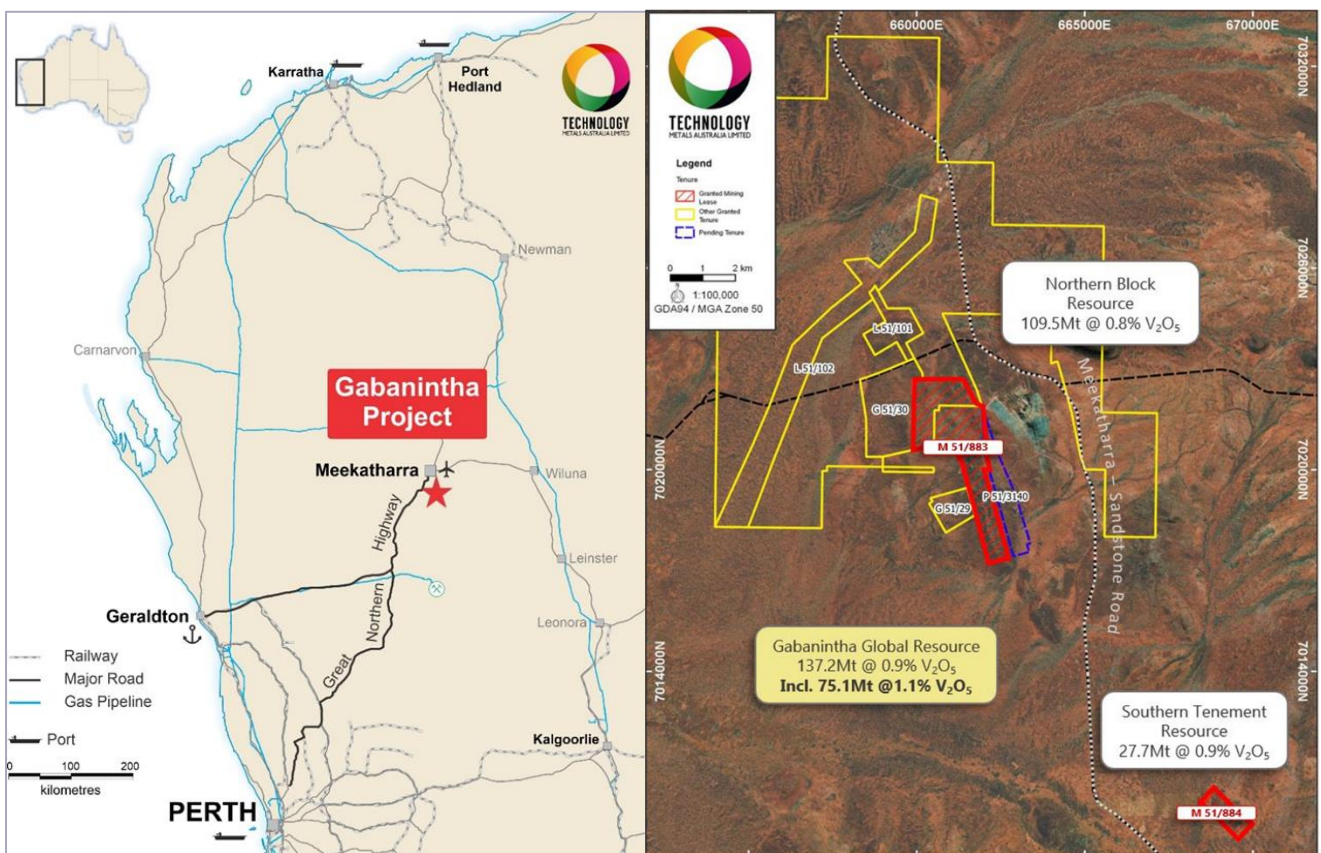 Karratha
Port
Hedland
TECHNOLOGY
METALS AUSTRALIA LIMITED
Newman
Carnarvon
Gabanintha
Project
Meekatharra
Wiluna
Highway
Leinster
Northern
Geraldton
Leonora
Great
Railway
Major Road
Gas Pipeline
Port
0 100 200
kilometres
Kalgoorlie
PERTH
TECHNOLOGY
METALS AUSTRALIA LIMITED
Legend
Tenure
Granted Mining
Lease
Other Granted
Tenure
Pending Tenure
0 1 2 km
N
1:100,000
GDA94 / MGA Zone 50
660000E
665000E
670000E
7032000N
7026000N
7020000N
7020000N
7014000N
7014000N
Northern Block
Resource
109.5Mt @ 0.8% V₂O₅
L 51/101
L 51/102
G 51/30
M 51/883
P 51/3140
G 51/29
Meekatharra – Sandstone Road
Gabanintha Global Resource
137.2Mt @ 0.9% V₂O₅
Incl. 75.1Mt @1.1% V₂O₅
Southern Tenement
Resource
27.7Mt @ 0.9% V₂O₅
M 51/884